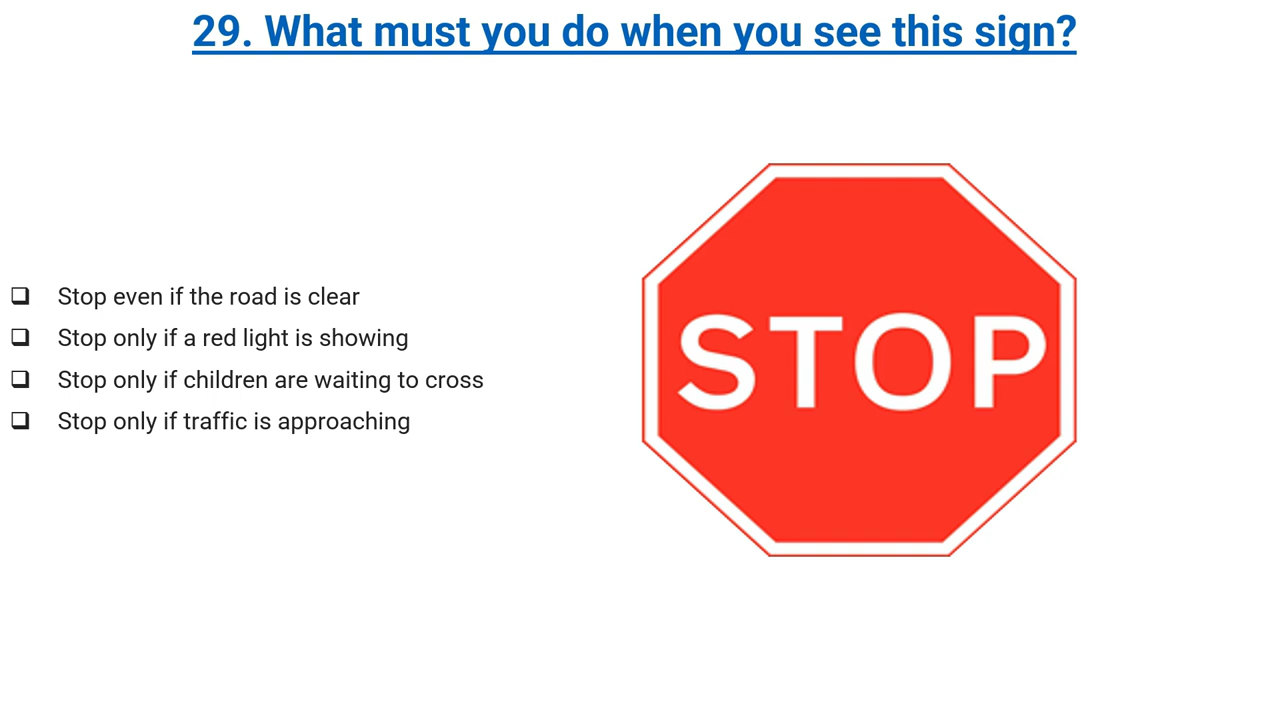 29. What must you do when you see this sign?
❑ Stop even if the road is clear
❑ Stop only if a red light is showing
❑ Stop only if children are waiting to cross
❑ Stop only if traffic is approaching
STOP